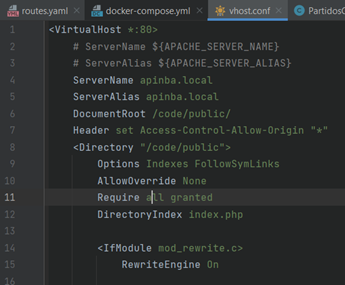 routes.yaml docker-compose.yml vhost.conf
1 <VirtualHost *:80>
2 # ServerName ${APACHE_SERVER_NAME}
3 # ServerAlias ${APACHE_SERVER_ALIAS}
4 ServerName apinba.local
5 ServerAlias apinba.local
6 DocumentRoot /code/public/
7 Header set Access-Control-Allow-Origin "*"
8 <Directory "/code/public">
9 Options Indexes FollowSymLinks
10 AllowOverride None
11 Require all granted
12 DirectoryIndex index.php
13
14 <IfModule mod_rewrite.c>
15 RewriteEngine On